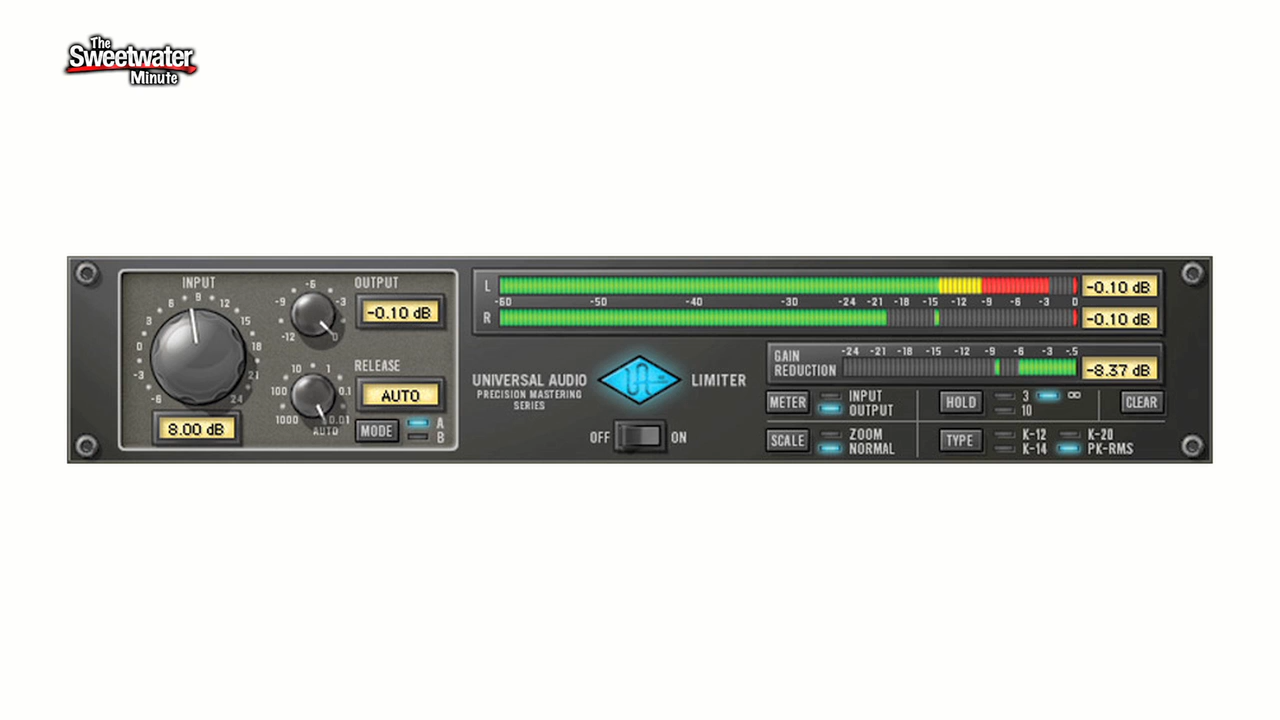 The
Sweetwater
Minute
INPUT
-6 -3 0 3 6 9 12 15 18 21 24
8.00 dB
-12 -9 -6 -3 0
OUTPUT
-0.10 dB
1000 100 10 1 0.1 0.01
AUTO
RELEASE
AUTO
MODE A
B
L -0.10 dB
-60 -50 -40 -30 -24 -21 -18 -15 -12 -9 -6 -3 0
R -0.10 dB
UNIVERSAL AUDIO
PRECISION MASTERING
SERIES
LIMITER
OFF ON
-24 -21 -18 -15 -12 -9 -6 -3 -.5
GAIN
REDUCTION
-8.37 dB
METER INPUT
OUTPUT
HOLD 3 ∞
10
CLEAR
SCALE ZOOM
NORMAL
TYPE K-12 K-20
K-14 PK-RMS